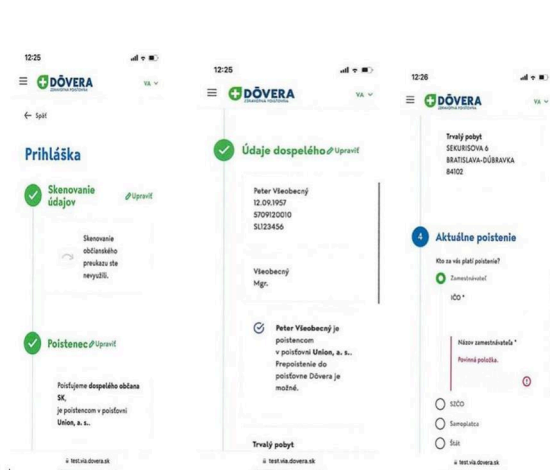 12:25
DÔVERA
ZDRAVOTNÁ POISTOVŇA
VA
← Späť
Prihláška
Skenovanie
údajov
Upraviť
Skenovanie
občianského
preukazu ste
nevyužili.
Poistenec Upraviť
Poisťujeme dospelého občana
SK,
je poistencom v poisťovni
Union, a. s..
test.via.dovera.sk
12:25
DÔVERA
ZDRAVOTNÁ POISTOVŇA
VA
Údaje dospelého Upraviť
Peter Všeobecný
12.09.1957
5709120010
SL123456
Všeobecný
Mgr.
Peter Všeobecný je
poistencom
v poisťovni Union, a. s..
Prepoistenie do
poisťovne Dôvera je
možné.
Trvalý pobyt
test.via.dovera.sk
12:26
DÔVERA
ZDRAVOTNÁ POISTOVŇA
VA
Trvalý pobyt
SEKURISOVA 6
BRATISLAVA-DÚBRAVKA
84102
4 Aktuálne poistenie
Kto za vás platí poistenie?
Zamestnávateľ
IČO *
Názov zamestnávateľa *
Povinná položka.
SZČO
Samoplatca
Štát
test.via.dovera.sk